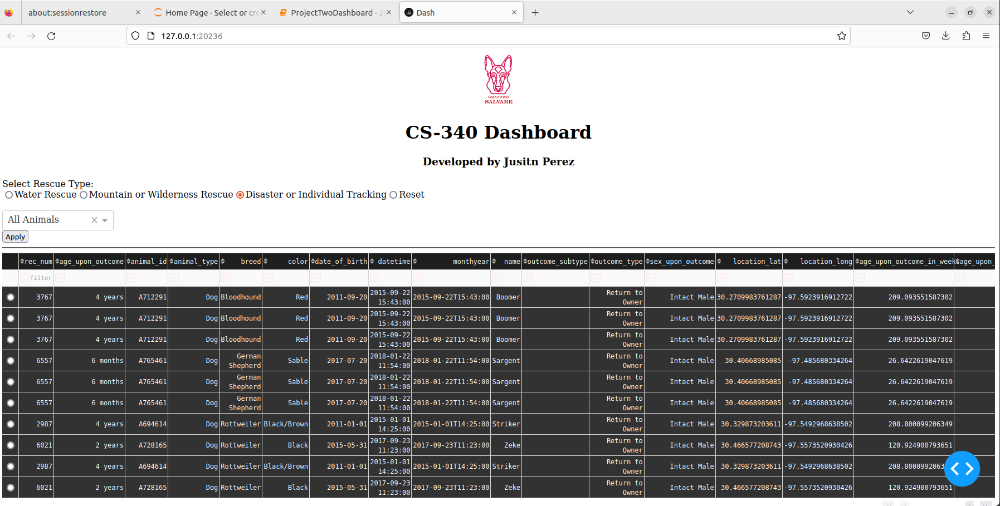 about:sessionrestore
Home Page - Select or cre
ProjectTwoDashboard - J
Dash
127.0.0.1:20236
GRAZIOSO
SALVARE
CS-340 Dashboard
Developed by Jusitn Perez
Select Rescue Type:
Water Rescue Mountain or Wilderness Rescue Disaster or Individual Tracking Reset
All Animals
Apply
rec_num age_upon_outcome animal_id animal_type breed color date_of_birth datetime monthyear name outcome_subtype outcome_type sex_upon_outcome location_lat location_long age_upon_outcome_in_weeks age_upon_
Aa filter Aa Aa Aa Aa Aa Aa Aa Aa Aa Aa Aa Aa Aa Aa Aa Aa
3767 4 years A712291 Dog Bloodhound Red 2011-09-20 2015-09-22 15:43:00 2015-09-22T15:43:00 Boomer Return to Owner Intact Male 30.2709983761287 -97.5923916912722 209.093551587302
3767 4 years A712291 Dog Bloodhound Red 2011-09-20 2015-09-22 15:43:00 2015-09-22T15:43:00 Boomer Return to Owner Intact Male 30.2709983761287 -97.5923916912722 209.093551587302
3767 4 years A712291 Dog Bloodhound Red 2011-09-20 2015-09-22 15:43:00 2015-09-22T15:43:00 Boomer Return to Owner Intact Male 30.2709983761287 -97.5923916912722 209.093551587302
6557 6 months A765461 Dog German Shepherd Sable 2017-07-20 2018-01-22 11:54:00 2018-01-22T11:54:00 Sargent Return to Owner Intact Male 30.40668985085 -97.485680334264 26.6422619047619
6557 6 months A765461 Dog German Shepherd Sable 2017-07-20 2018-01-22 11:54:00 2018-01-22T11:54:00 Sargent Return to Owner Intact Male 30.40668985085 -97.485680334264 26.6422619047619
6557 6 months A765461 Dog German Shepherd Sable 2017-07-20 2018-01-22 11:54:00 2018-01-22T11:54:00 Sargent Return to Owner Intact Male 30.40668985085 -97.485680334264 26.6422619047619
2987 4 years A694614 Dog Rottweiler Black/Brown 2011-01-01 2015-01-01 14:25:00 2015-01-01T14:25:00 Striker Return to Owner Intact Male 30.329873203611 -97.5492968638502 208.800099206349
6021 2 years A728165 Dog Rottweiler Black 2015-05-31 2017-09-23 11:23:00 2017-09-23T11:23:00 Zeke Return to Owner Intact Male 30.466577208743 -97.5573520930426 120.924900793651
2987 4 years A694614 Dog Rottweiler Black/Brown 2011-01-01 2015-01-01 14:25:00 2015-01-01T14:25:00 Striker Return to Owner Intact Male 30.329873203611 -97.5492968638502 208.8000992063
6021 2 years A728165 Dog Rottweiler Black 2015-05-31 2017-09-23 11:23:00 2017-09-23T11:23:00 Zeke Return to Owner Intact Male 30.466577208743 -97.5573520930426 120.924900793651